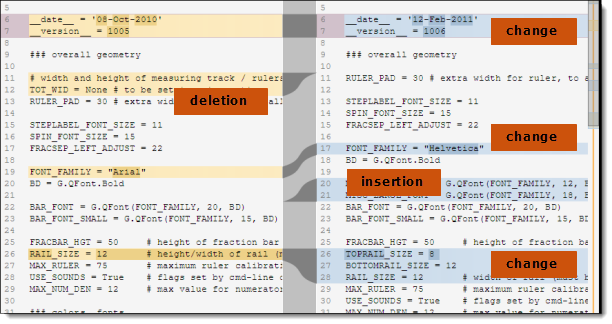 5
6 __date__ = '08-Oct-2010'
7 __version__ = 1005
8
9 ### overall geometry
10
11 # width and height of measuring track / rulers
12 TOT_WID = None # to be set
13 RULER_PAD = 30 # extra wid
deletion
14
15 STEPLABEL_FONT_SIZE = 11
16 SPIN_FONT_SIZE = 15
17 FRACSEP_LEFT_ADJUST = 22
18
19 FONT_FAMILY = "Arial"
20 BD = G.QFont.Bold
21
22 BAR_FONT = G.QFont(FONT_FAMILY, 20, BD)
23 BAR_FONT_SMALL = G.QFont(FONT_FAMILY, 15, BD
24
25 FRACBAR_HGT = 50 # height of fraction bar
26 RAIL_SIZE = 12 # height/width of rail
27 MAX_RULER = 75 # maximum ruler calibrati
28 USE_SOUNDS = True # flags set by cmd-line o
29 MAX_NUM_DEN = 12 # max value for numerator
30
### colors, fonts
5
6 __date__ = '12-Feb-2011'
7 __version__ = 1006
change
8
9 ### overall geometry
10
11 RULER_PAD = 30 # extra width for ruler, to a
12
13 STEPLABEL_FONT_SIZE = 11
14 SPIN_FONT_SIZE = 15
15 FRACSEP_LEFT_ADJUST = 22
change
16
17 FONT_FAMILY = "Helvetica"
18 BD = G.QFont.Bold
19
insertion
20 G.QFont(FONT_FAMILY, 12, B
21 G.QFont(FONT_FAMILY, 18, B
22 BAR_FONT = G.QFont(FONT_FAMILY, 20, BD)
23 BAR_FONT_SMALL = G.QFont(FONT_FAMILY, 15, BD
24
25 FRACBAR_HGT = 50 # height of fraction bar
26 TOPRAIL_SIZE = 8
27 BOTTOMRAIL_SIZE = 12
change
28 RAIL_SIZE = 12
29 MAX_RULER = 75 # maximum ruler calibrati
30 USE_SOUNDS = True # flags set by cmd-line o
31 MAX_NUM_DEN = 12 # max value for numerator